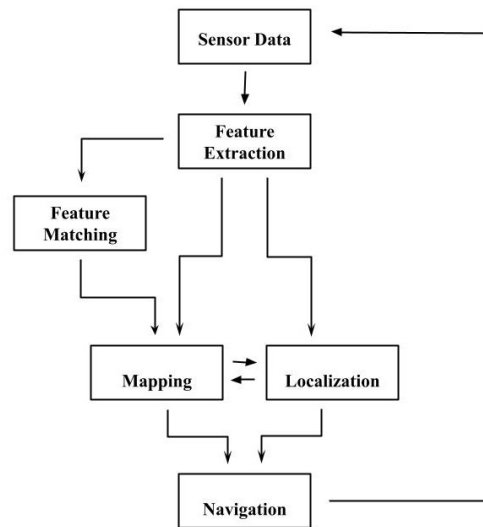 Sensor Data
Feature
Extraction
Feature
Matching
Mapping
Localization
Navigation